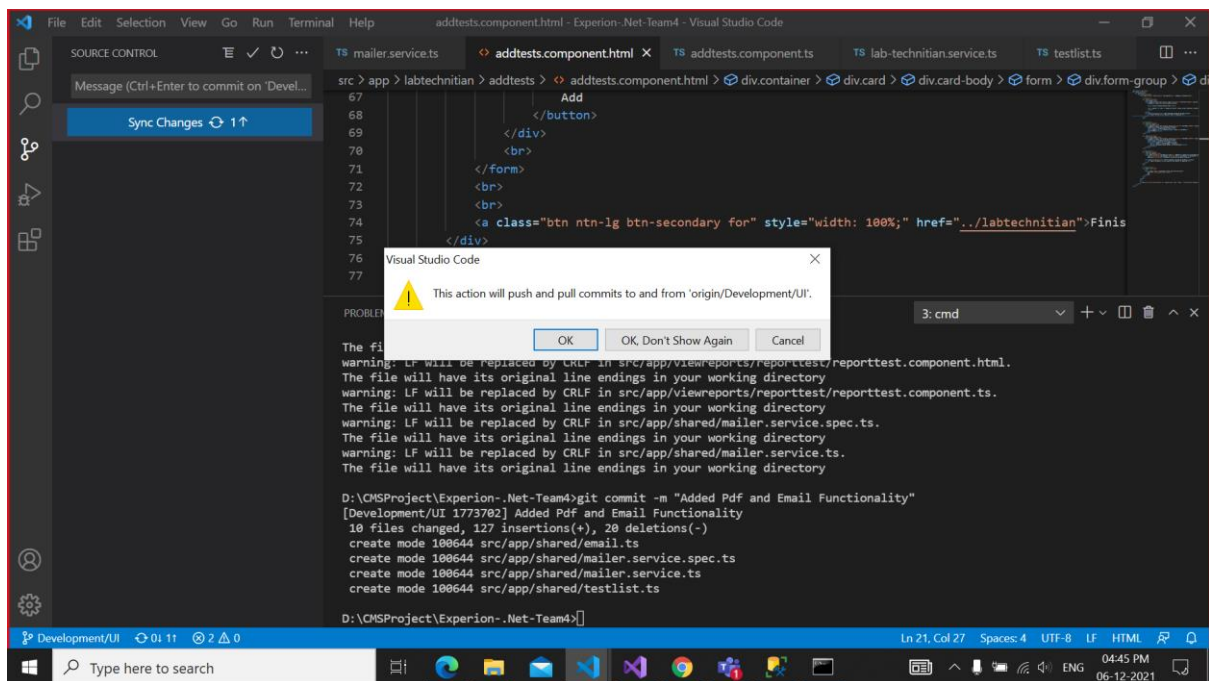 File Edit Selection View Go Run Terminal Help addtests.component.html - Experion-.Net-Team4 - Visual Studio Code
SOURCE CONTROL
Message (Ctrl+Enter to commit on 'Devel...
Sync Changes 1↑
TS mailer.service.ts <> addtests.component.html × TS addtests.component.ts TS lab-technitian.service.ts TS testlist.ts
src > app > labtechnitian > addtests > <> addtests.component.html > div.container > div.card > div.card-body > form > div.form-group > di
67 Add
68 </button>
69 </div>
70 <br>
71 </form>
72 <br>
73 <br>
74 <a class="btn ntn-lg btn-secondary for" style="width: 100%;" href="../labtechnitian">Finis
75 </div>
76
77
Visual Studio Code
This action will push and pull commits to and from 'origin/Development/UI'.
OK OK, Don't Show Again Cancel
PROBLEM 3: cmd
The fi
warning: LF will be replaced by CRLF in src/app/viewreports/reporttest/reporttest.component.html.
The file will have its original line endings in your working directory
warning: LF will be replaced by CRLF in src/app/viewreports/reporttest/reporttest.component.ts.
The file will have its original line endings in your working directory
warning: LF will be replaced by CRLF in src/app/shared/mailer.service.spec.ts.
The file will have its original line endings in your working directory
warning: LF will be replaced by CRLF in src/app/shared/mailer.service.ts.
The file will have its original line endings in your working directory
D:\CMSProject\Experion-.Net-Team4>git commit -m "Added Pdf and Email Functionality"
[Development/UI 1773702] Added Pdf and Email Functionality
10 files changed, 127 insertions(+), 20 deletions(-)
create mode 100644 src/app/shared/email.ts
create mode 100644 src/app/shared/mailer.service.spec.ts
create mode 100644 src/app/shared/mailer.service.ts
create mode 100644 src/app/shared/testlist.ts
D:\CMSProject\Experion-.Net-Team4>
Development/UI 0↓ 1↑ 2 0 Ln 21, Col 27 Spaces: 4 UTF-8 LF HTML
Type here to search ENG 04:45 PM
06-12-2021